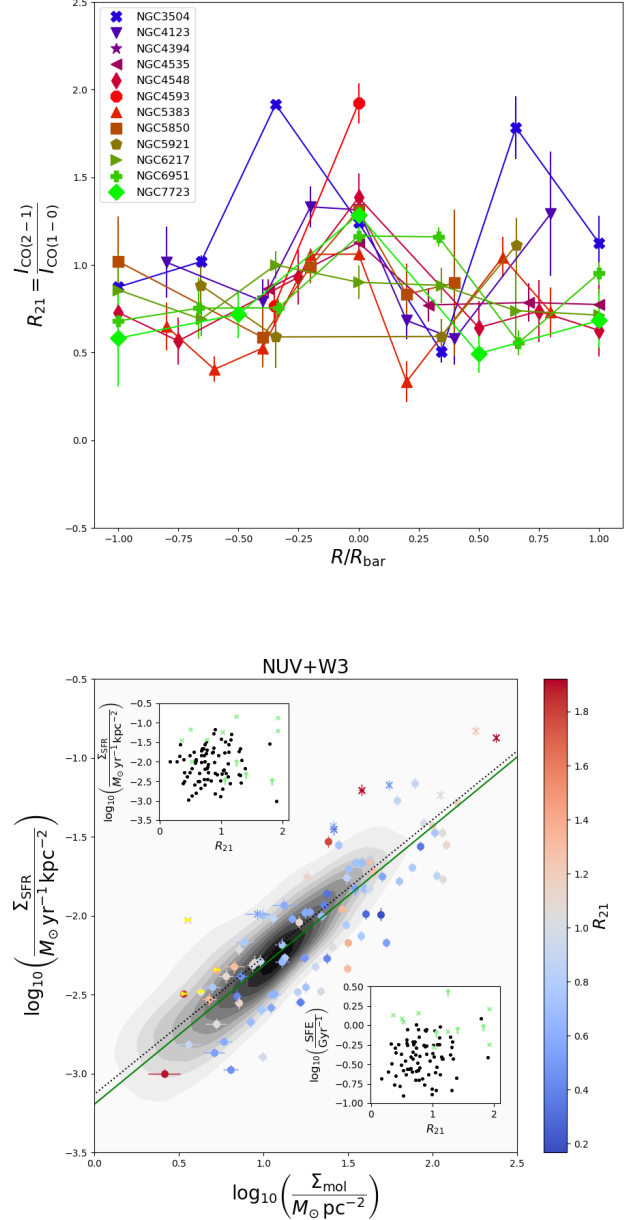 NGC3504
NGC4123
NGC4394
NGC4535
NGC4548
NGC4593
NGC5383
NGC5850
NGC5921
NGC6217
NGC6951
NGC7723
2.5
2.0
1.5
1.0
0.5
0.0
−0.5
R₂₁ = I_CO(2−1) / I_CO(1−0)
−1.00 −0.75 −0.50 −0.25 0.00 0.25 0.50 0.75 1.00
R/R_bar
NUV+W3
−0.5
−1.0
−1.5
−2.0
−2.5
−3.0
−3.5
log₁₀(Σ_SFR / M⊙ yr⁻¹ kpc⁻²)
0.0 0.5 1.0 1.5 2.0 2.5
log₁₀(Σ_mol / M⊙ pc⁻²)
−0.5
−1.0
−1.5
−2.0
−2.5
−3.0
−3.5
log₁₀(Σ_SFR / M⊙ yr⁻¹ kpc⁻²)
0 1 2
R₂₁
0.50
0.25
0.00
−0.25
−0.50
−0.75
−1.00
log₁₀(SFE / Gyr⁻¹)
0 1 2
R₂₁
1.8
1.6
1.4
1.2
1.0
0.8
0.6
0.4
0.2
R₂₁